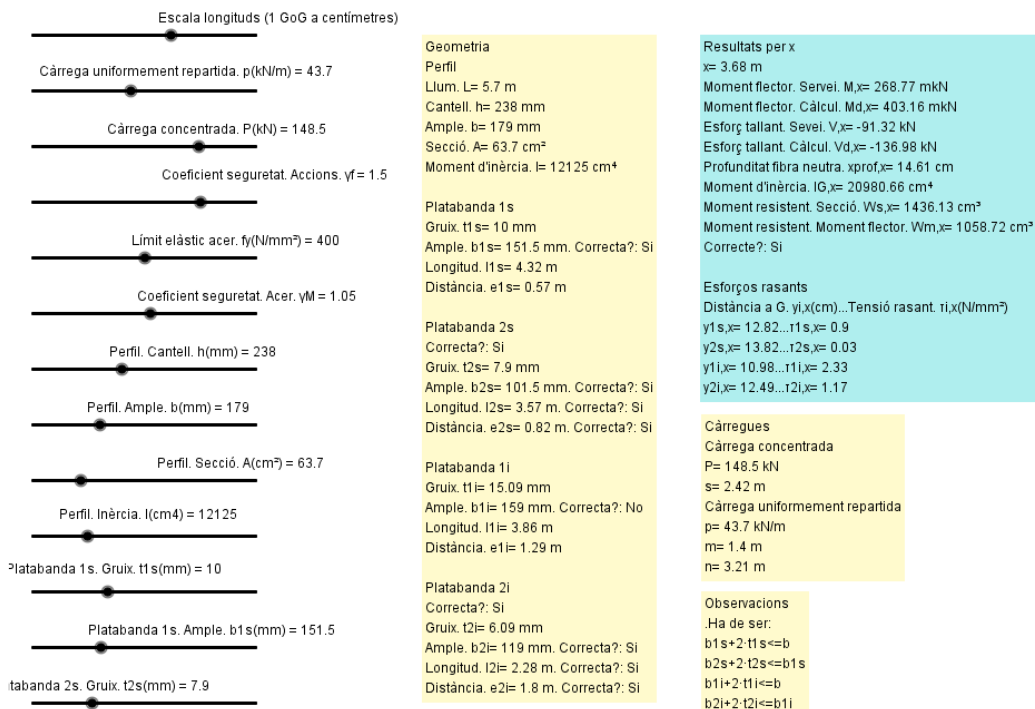 Escala longituds (1 GoG a centímetres)
Càrrega uniformement repartida. p(kN/m) = 43.7
Càrrega concentrada. P(kN) = 148.5
Coeficient seguretat. Accions. γf = 1.5
Límit elàstic acer. fy(N/mm²) = 400
Coeficient seguretat. Acer. γM = 1.05
Perfil. Cantell. h(mm) = 238
Perfil. Ample. b(mm) = 179
Perfil. Secció. A(cm²) = 63.7
Perfil. Inèrcia. I(cm4) = 12125
Platabanda 1s. Gruix. t1s(mm) = 10
Platabanda 1s. Ample. b1s(mm) = 151.5
tabanda 2s. Gruix. t2s(mm) = 7.9
Geometria
Perfil
Llum. L= 5.7 m
Cantell. h= 238 mm
Ample. b= 179 mm
Secció. A= 63.7 cm²
Moment d'inèrcia. I= 12125 cm⁴
Platabanda 1s
Gruix. t1s= 10 mm
Ample. b1s= 151.5 mm. Correcta?: Si
Longitud. l1s= 4.32 m
Distància. e1s= 0.57 m
Platabanda 2s
Correcta?: Si
Gruix. t2s= 7.9 mm
Ample. b2s= 101.5 mm. Correcta?: Si
Longitud. l2s= 3.57 m. Correcta?: Si
Distància. e2s= 0.82 m. Correcta?: Si
Platabanda 1i
Gruix. t1i= 15.09 mm
Ample. b1i= 159 mm. Correcta?: No
Longitud. l1i= 3.86 m
Distància. e1i= 1.29 m
Platabanda 2i
Correcta?: Si
Gruix. t2i= 6.09 mm
Ample. b2i= 119 mm. Correcta?: Si
Longitud. l2i= 2.28 m. Correcta?: Si
Distància. e2i= 1.8 m. Correcta?: Si
Resultats per x
x= 3.68 m
Moment flector. Servei. M,x= 268.77 mkN
Moment flector. Càlcul. Md,x= 403.16 mkN
Esforç tallant. Sevei. V,x= -91.32 kN
Esforç tallant. Càlcul. Vd,x= -136.98 kN
Profunditat fibra neutra. xprof,x= 14.61 cm
Moment d'inèrcia. IG,x= 20980.66 cm⁴
Moment resistent. Secció. Ws,x= 1436.13 cm³
Moment resistent. Moment flector. Wm,x= 1058.72 cm³
Correcte?: Si
Esforços rasants
Distància a G. yi,x(cm)...Tensió rasant. τi,x(N/mm²)
y1s,x= 12.82...τ1s,x= 0.9
y2s,x= 13.82...τ2s,x= 0.03
y1i,x= 10.98...τ1i,x= 2.33
y2i,x= 12.49...τ2i,x= 1.17
Càrregues
Càrrega concentrada
P= 148.5 kN
s= 2.42 m
Càrrega uniformement repartida
p= 43.7 kN/m
m= 1.4 m
n= 3.21 m
Observacions
.Ha de ser:
b1s+2·t1s<=b
b2s+2·t2s<=b1s
b1i+2·t1i<=b
b2i+2·t2i<=b1i